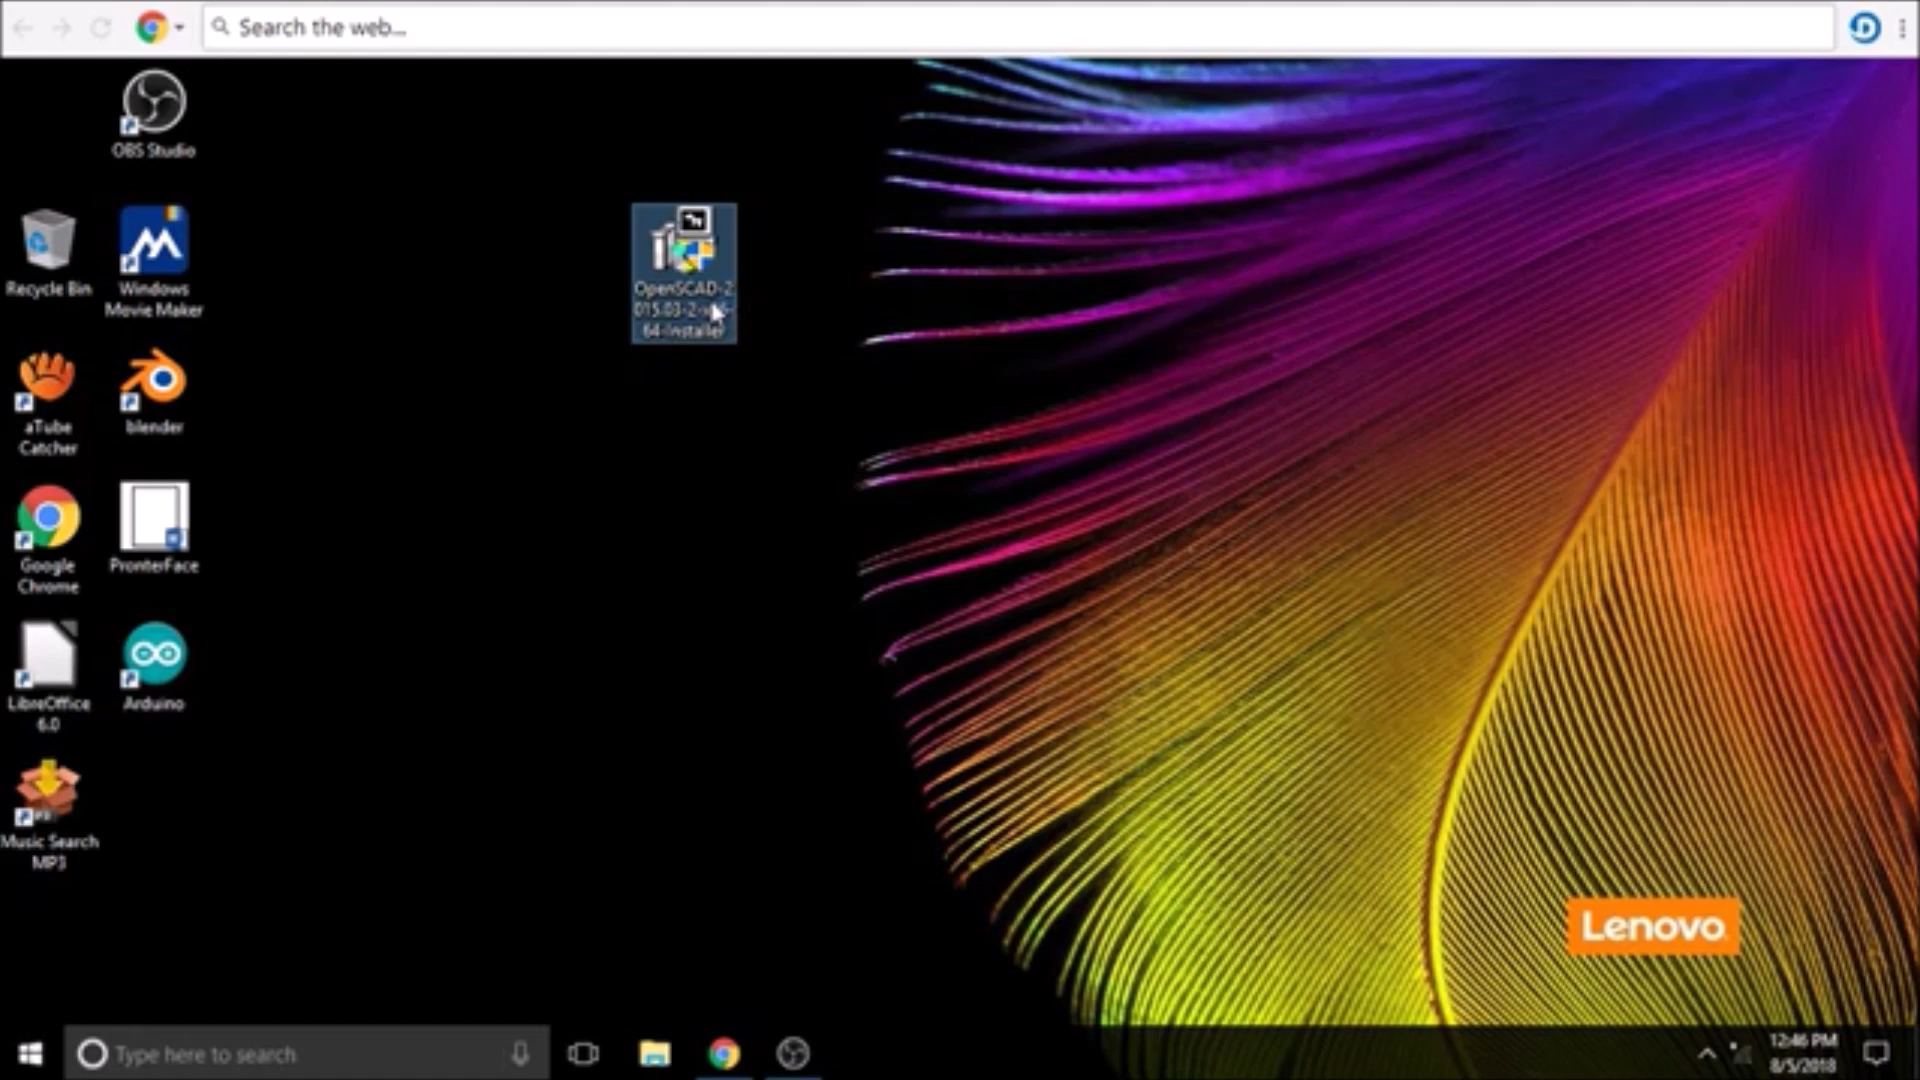 Search the web...
OBS Studio
Recycle Bin
Windows
Movie Maker
OpenSCAD-2
015.03-2-x86-
64-Installer
aTube
Catcher
blender
Google
Chrome
PronterFace
LibreOffice
6.0
Arduino
Music Search
MP3
Lenovo
Type here to search
12:46 PM
8/5/2018